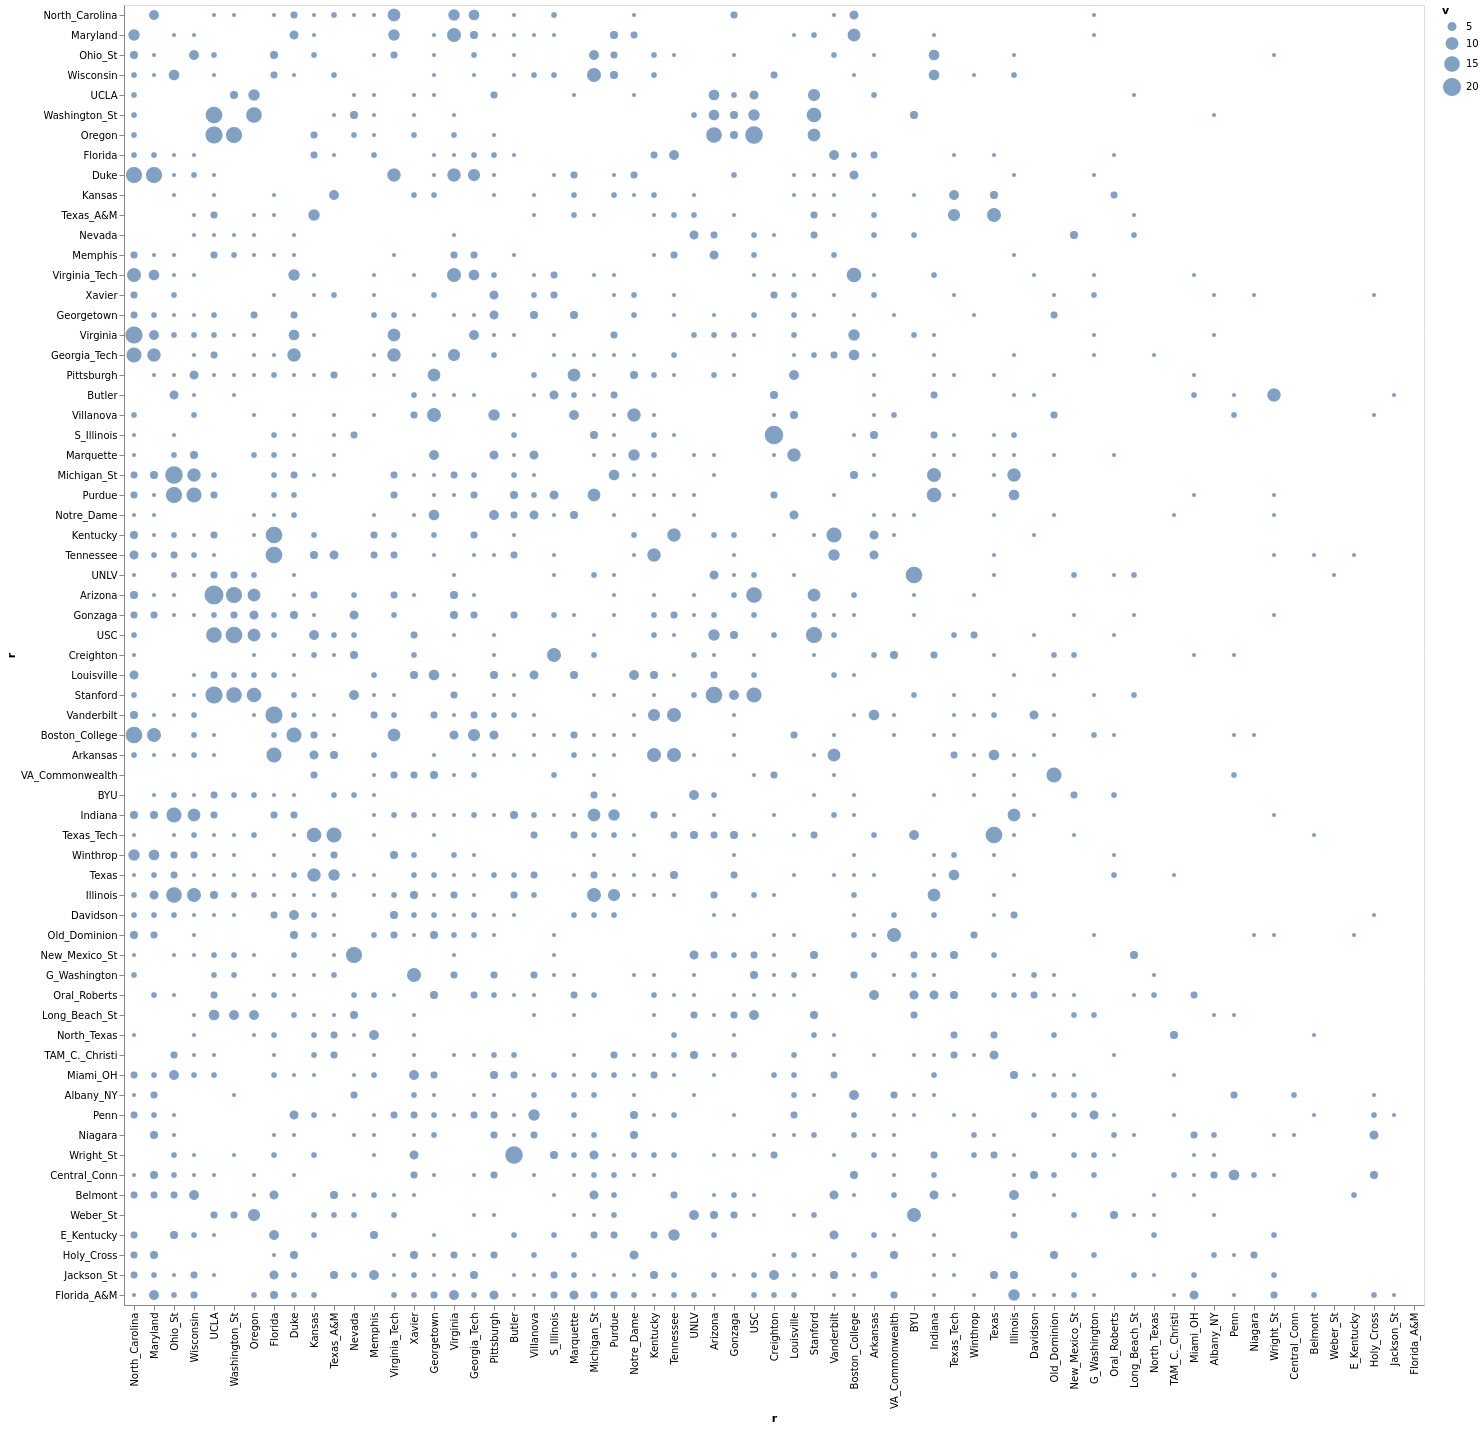 v
5
10
15
20
North_Carolina
Maryland
Ohio_St
Wisconsin
UCLA
Washington_St
Oregon
Florida
Duke
Kansas
Texas_A&M
Nevada
Memphis
Virginia_Tech
Xavier
Georgetown
Virginia
Georgia_Tech
Pittsburgh
Butler
Villanova
S_Illinois
Marquette
Michigan_St
Purdue
Notre_Dame
Kentucky
Tennessee
UNLV
Arizona
Gonzaga
USC
Creighton
Louisville
Stanford
Vanderbilt
Boston_College
Arkansas
VA_Commonwealth
BYU
Indiana
Texas_Tech
Winthrop
Texas
Illinois
Davidson
Old_Dominion
New_Mexico_St
G_Washington
Oral_Roberts
Long_Beach_St
North_Texas
TAM_C._Christi
Miami_OH
Albany_NY
Penn
Niagara
Wright_St
Central_Conn
Belmont
Weber_St
E_Kentucky
Holy_Cross
Jackson_St
Florida_A&M
r
North_Carolina
Maryland
Ohio_St
Wisconsin
UCLA
Washington_St
Oregon
Florida
Duke
Kansas
Texas_A&M
Nevada
Memphis
Virginia_Tech
Xavier
Georgetown
Virginia
Georgia_Tech
Pittsburgh
Butler
Villanova
S_Illinois
Marquette
Michigan_St
Purdue
Notre_Dame
Kentucky
Tennessee
UNLV
Arizona
Gonzaga
USC
Creighton
Louisville
Stanford
Vanderbilt
Boston_College
Arkansas
VA_Commonwealth
BYU
Indiana
Texas_Tech
Winthrop
Texas
Illinois
Davidson
Old_Dominion
New_Mexico_St
G_Washington
Oral_Roberts
Long_Beach_St
North_Texas
TAM_C._Christi
Miami_OH
Albany_NY
Penn
Niagara
Wright_St
Central_Conn
Belmont
Weber_St
E_Kentucky
Holy_Cross
Jackson_St
Florida_A&M
r